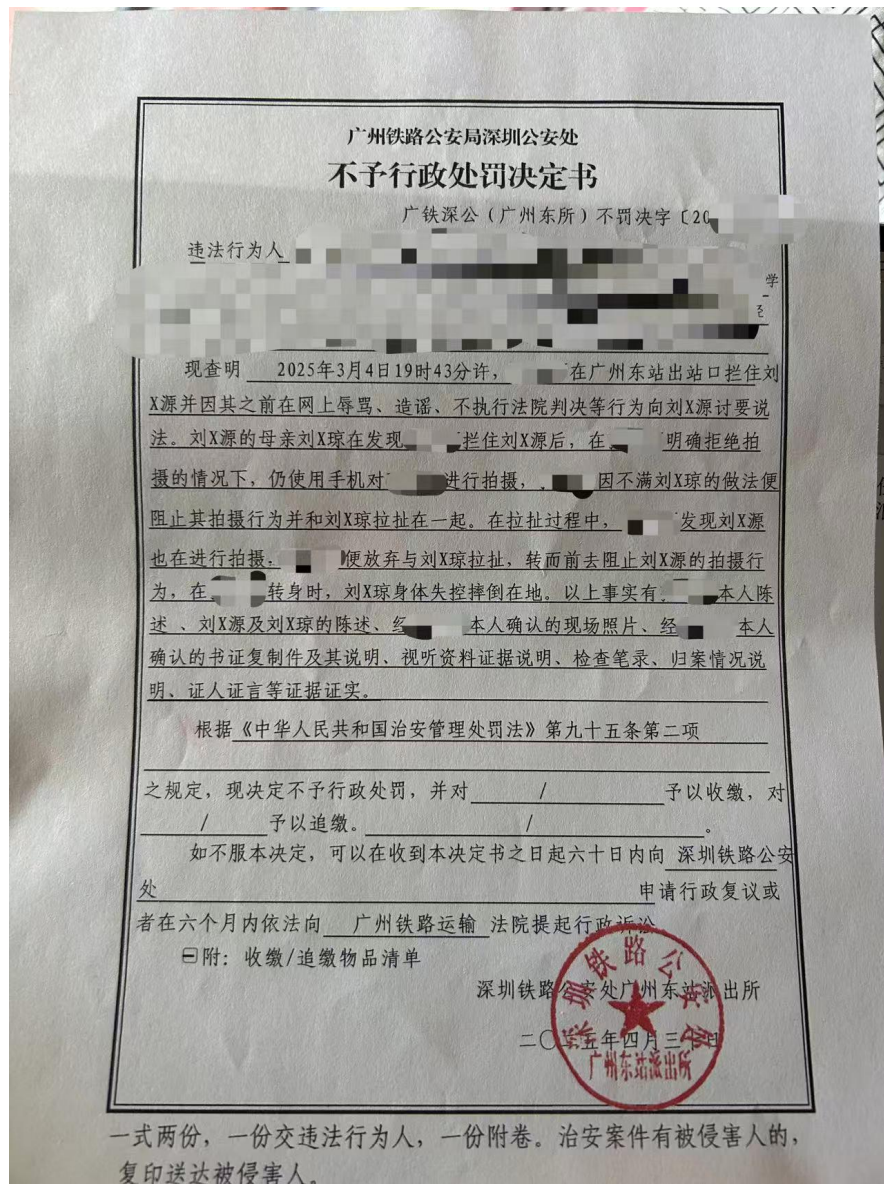 广州铁路公安局深圳公安处
不予行政处罚决定书
广铁深公(广州东所)不罚决字〔20
违法行为人
学
现查明 2025年3月4日19时43分许, 在广州东站出站口拦住刘
X源并因其之前在网上辱骂、造谣、不执行法院判决等行为向刘X源讨要说
法。刘X源的母亲刘X琼在发现 拦住刘X源后,在 明确拒绝拍
摄的情况下,仍使用手机对 进行拍摄, 因不满刘X琼的做法便
阻止其拍摄行为并和刘X琼拉扯在一起。在拉扯过程中, 发现刘X源
也在进行拍摄, 便放弃与刘X琼拉扯,转而前去阻止刘X源的拍摄行
为,在 转身时,刘X琼身体失控摔倒在地。以上事实有 本人陈
述 、刘X源及刘X琼的陈述、经 本人确认的现场照片、经 本人
确认的书证复制件及其说明、视听资料证据说明、检查笔录、归案情况说
明、证人证言等证据证实。
根据《中华人民共和国治安管理处罚法》第九十五条第二项
之规定,现决定不予行政处罚,并对 / 予以收缴,对
/ 予以追缴。 / 。
如不服本决定,可以在收到本决定书之日起六十日内向 深圳铁路公安
处 申请行政复议或
者在六个月内依法向 广州铁路运输 法院提起行政诉讼
附:收缴/追缴物品清单
深圳铁路公安处广州东站派出所
二〇二五年四月三 日
深圳铁路公安处
广州东站派出所
一式两份,一份交违法行为人,一份附卷。治安案件有被侵害人的,
复印送达被侵害人。